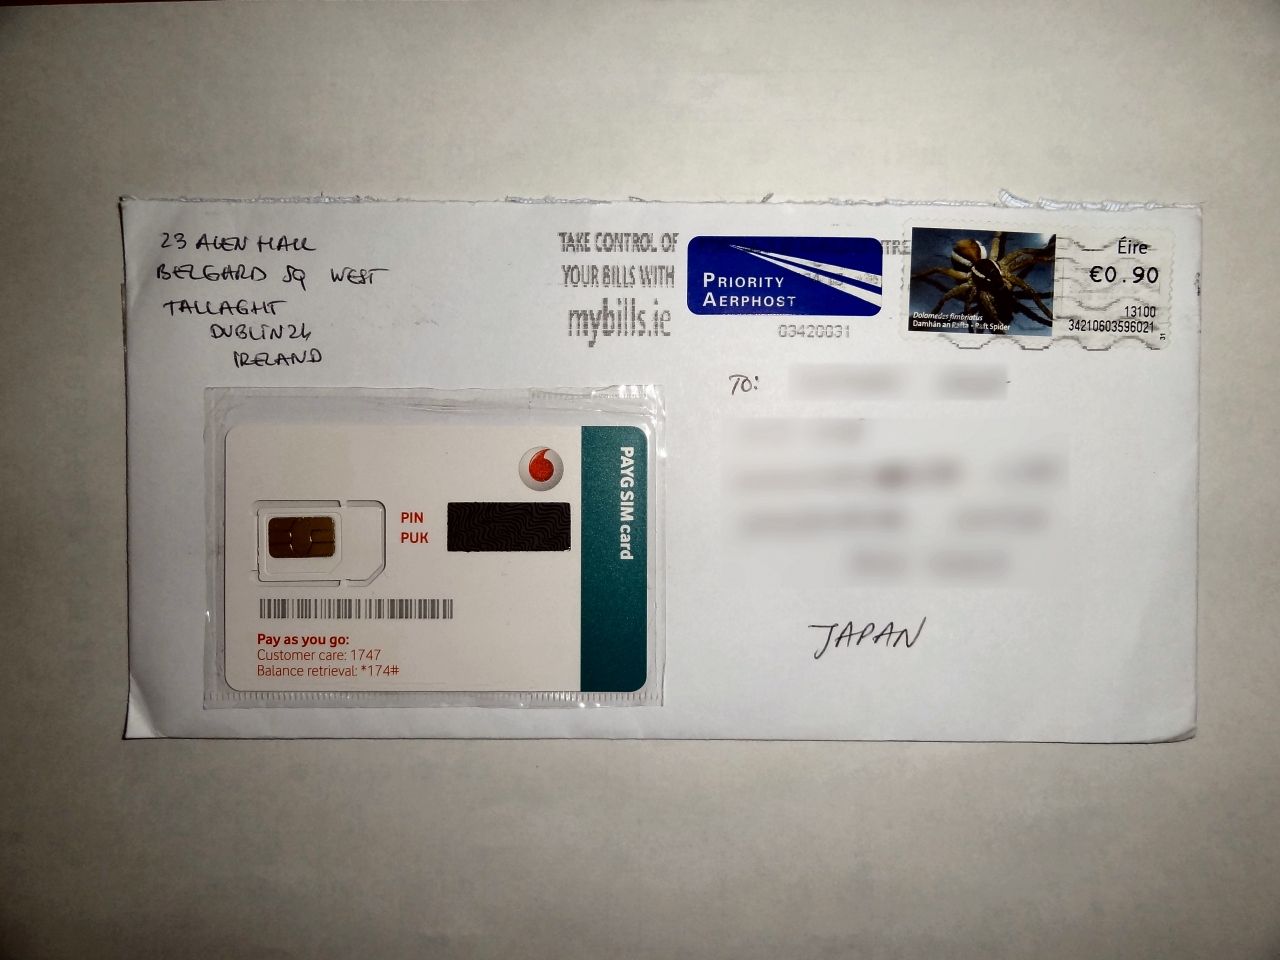 23 ALEN HALL
BELGARD SQ WEST
TALLAGHT
DUBLIN 24
IRELAND
TAKE CONTROL OF
YOUR BILLS WITH
mybills.ie
PRIORITY
AERPHOST
TRE
03420031
Dolomedes fimbriatus
Damhán an Rafta - Raft Spider
Éire
€0.90
13100
34210603596021
31
TO:
JAPAN
PAYG SIM card
PIN
PUK
Pay as you go:
Customer care: 1747
Balance retrieval: *174#